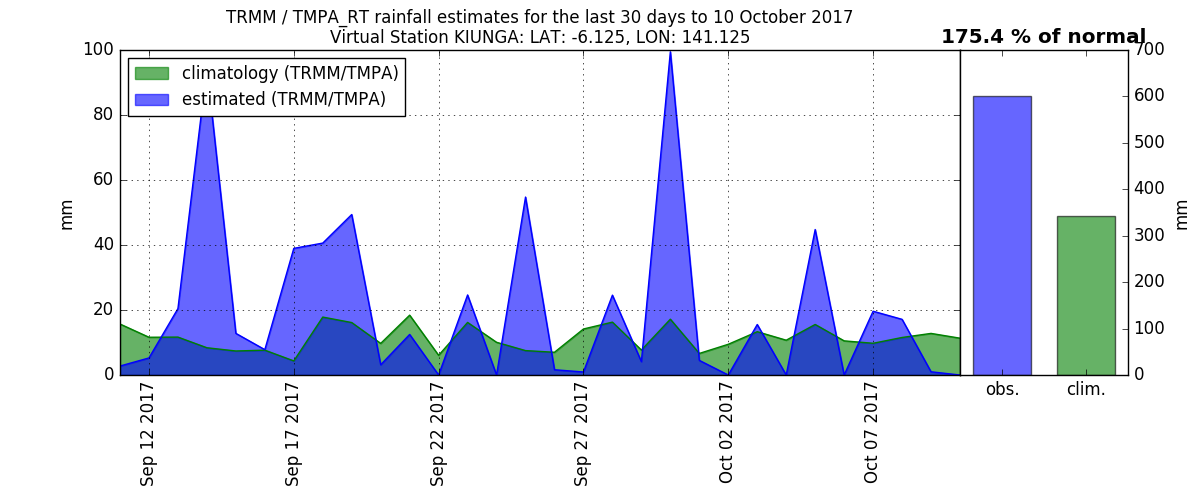 TRMM / TMPA_RT rainfall estimates for the last 30 days to 10 October 2017
Virtual Station KIUNGA: LAT: -6.125, LON: 141.125
175.4 % of normal
climatology (TRMM/TMPA)
estimated (TRMM/TMPA)
100
80
60
40
20
0
mm
Sep 12 2017
Sep 17 2017
Sep 22 2017
Sep 27 2017
Oct 02 2017
Oct 07 2017
700
600
500
400
300
200
100
0
mm
obs.
clim.